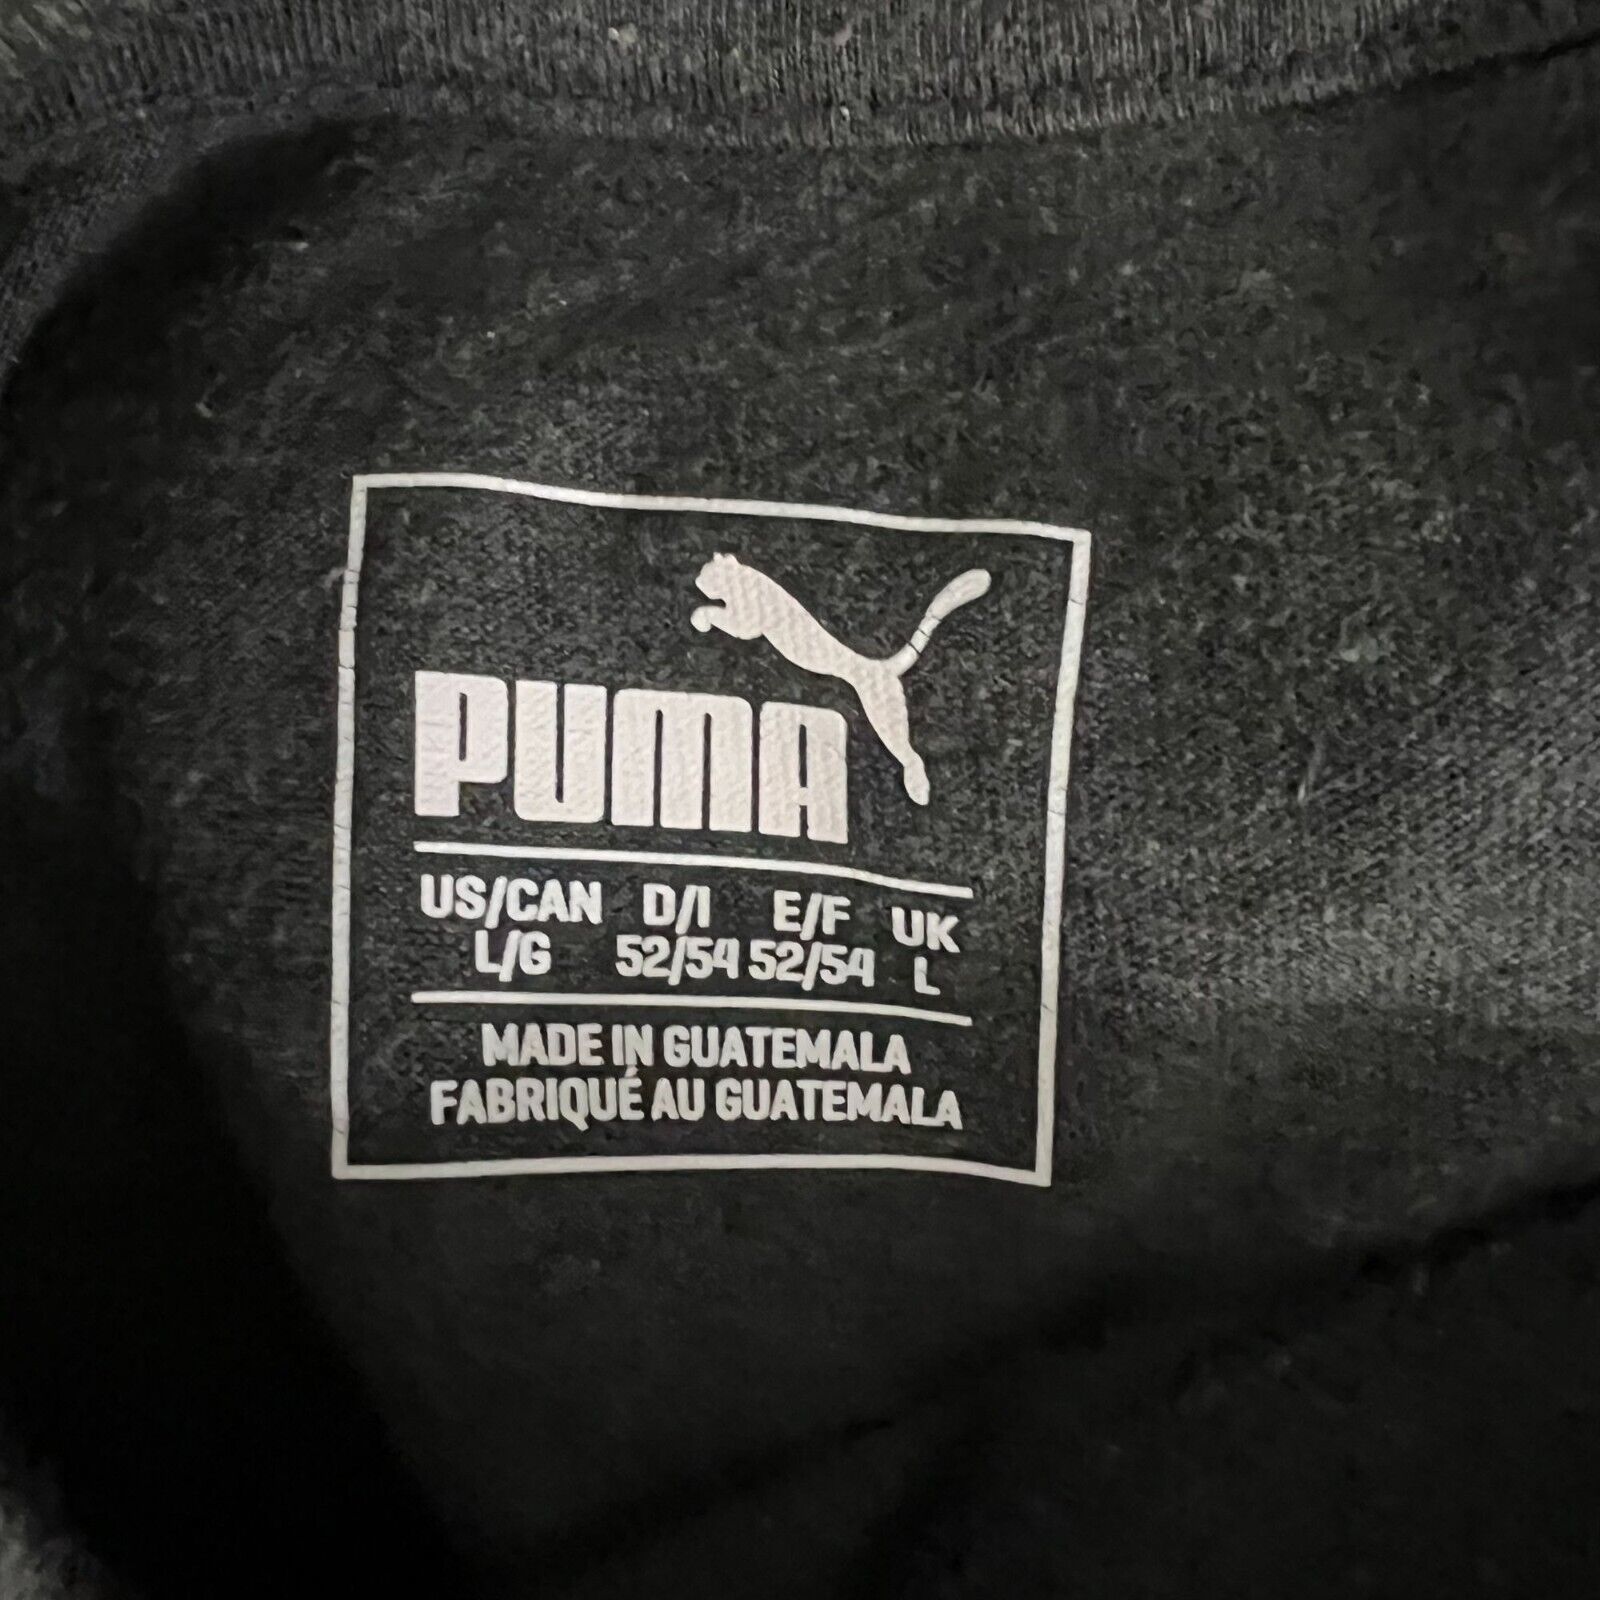 PUMA
US/CAN D/I E/F UK
L/G 52/54 52/54 L
MADE IN GUATEMALA
FABRIQUÉ AU GUATEMALA